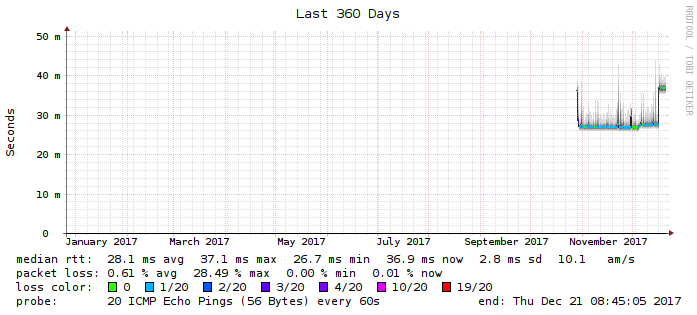 Last 360 Days
RRDTOOL / TOBI OETIKER
Seconds
50 m
40 m
30 m
20 m
10 m
0
January 2017 March 2017 May 2017 July 2017 September 2017 November 2017
median rtt: 28.1 ms avg 37.1 ms max 26.7 ms min 36.9 ms now 2.8 ms sd 10.1 am/s
packet loss: 0.61 % avg 28.49 % max 0.00 % min 0.01 % now
loss color: 0 1/20 2/20 3/20 4/20 10/20 19/20
probe: 20 ICMP Echo Pings (56 Bytes) every 60s end: Thu Dec 21 08:45:05 2017